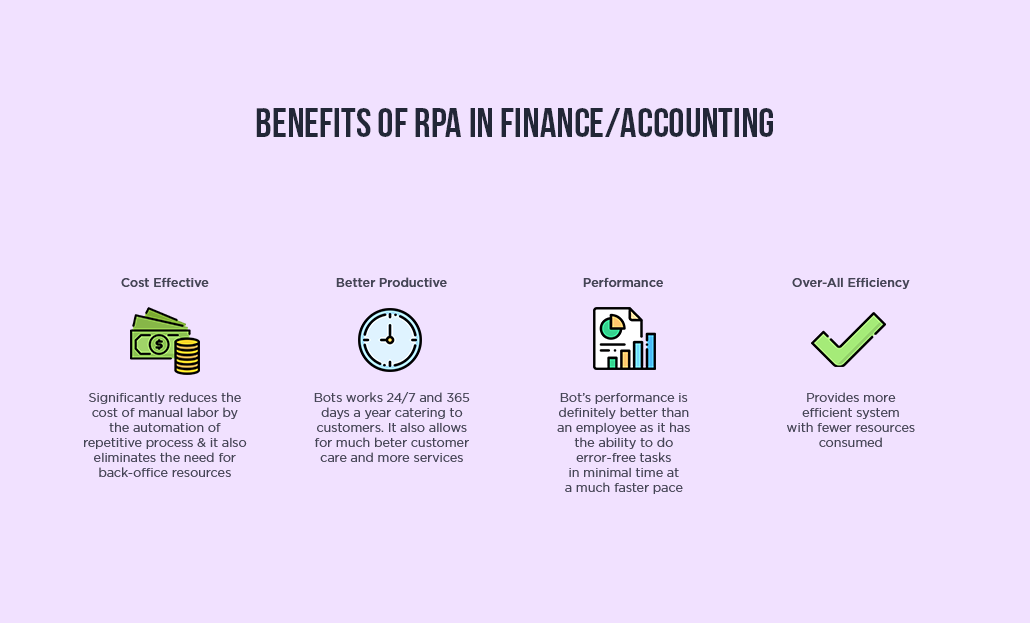 BENEFITS OF RPA IN FINANCE/ACCOUNTING
Cost Effective
Significantly reduces the
cost of manual labor by
the automation of
repetitive process & it also
eliminates the need for
back-office resources
Better Productive
Bots works 24/7 and 365
days a year catering to
customers. It also allows
for much beter customer
care and more services
Performance
Bot's performance is
definitely better than
an employee as it has
the ability to do
error-free tasks
in minimal time at
a much faster pace
Over-All Efficiency
Provides more
efficient system
with fewer resources
consumed